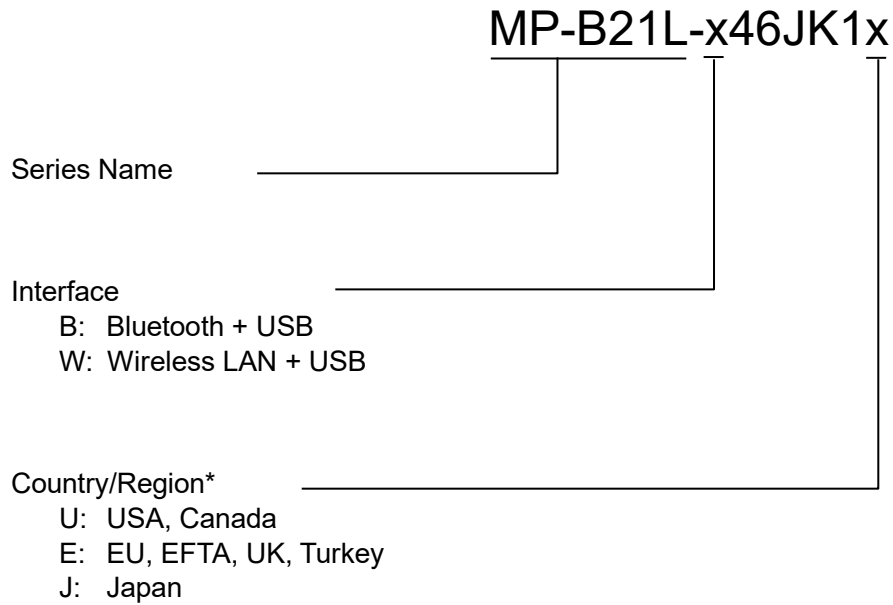 MP-B21L-x46JK1x
Series Name
Interface
B: Bluetooth + USB
W: Wireless LAN + USB
Country/Region*
U: USA, Canada
E: EU, EFTA, UK, Turkey
J: Japan